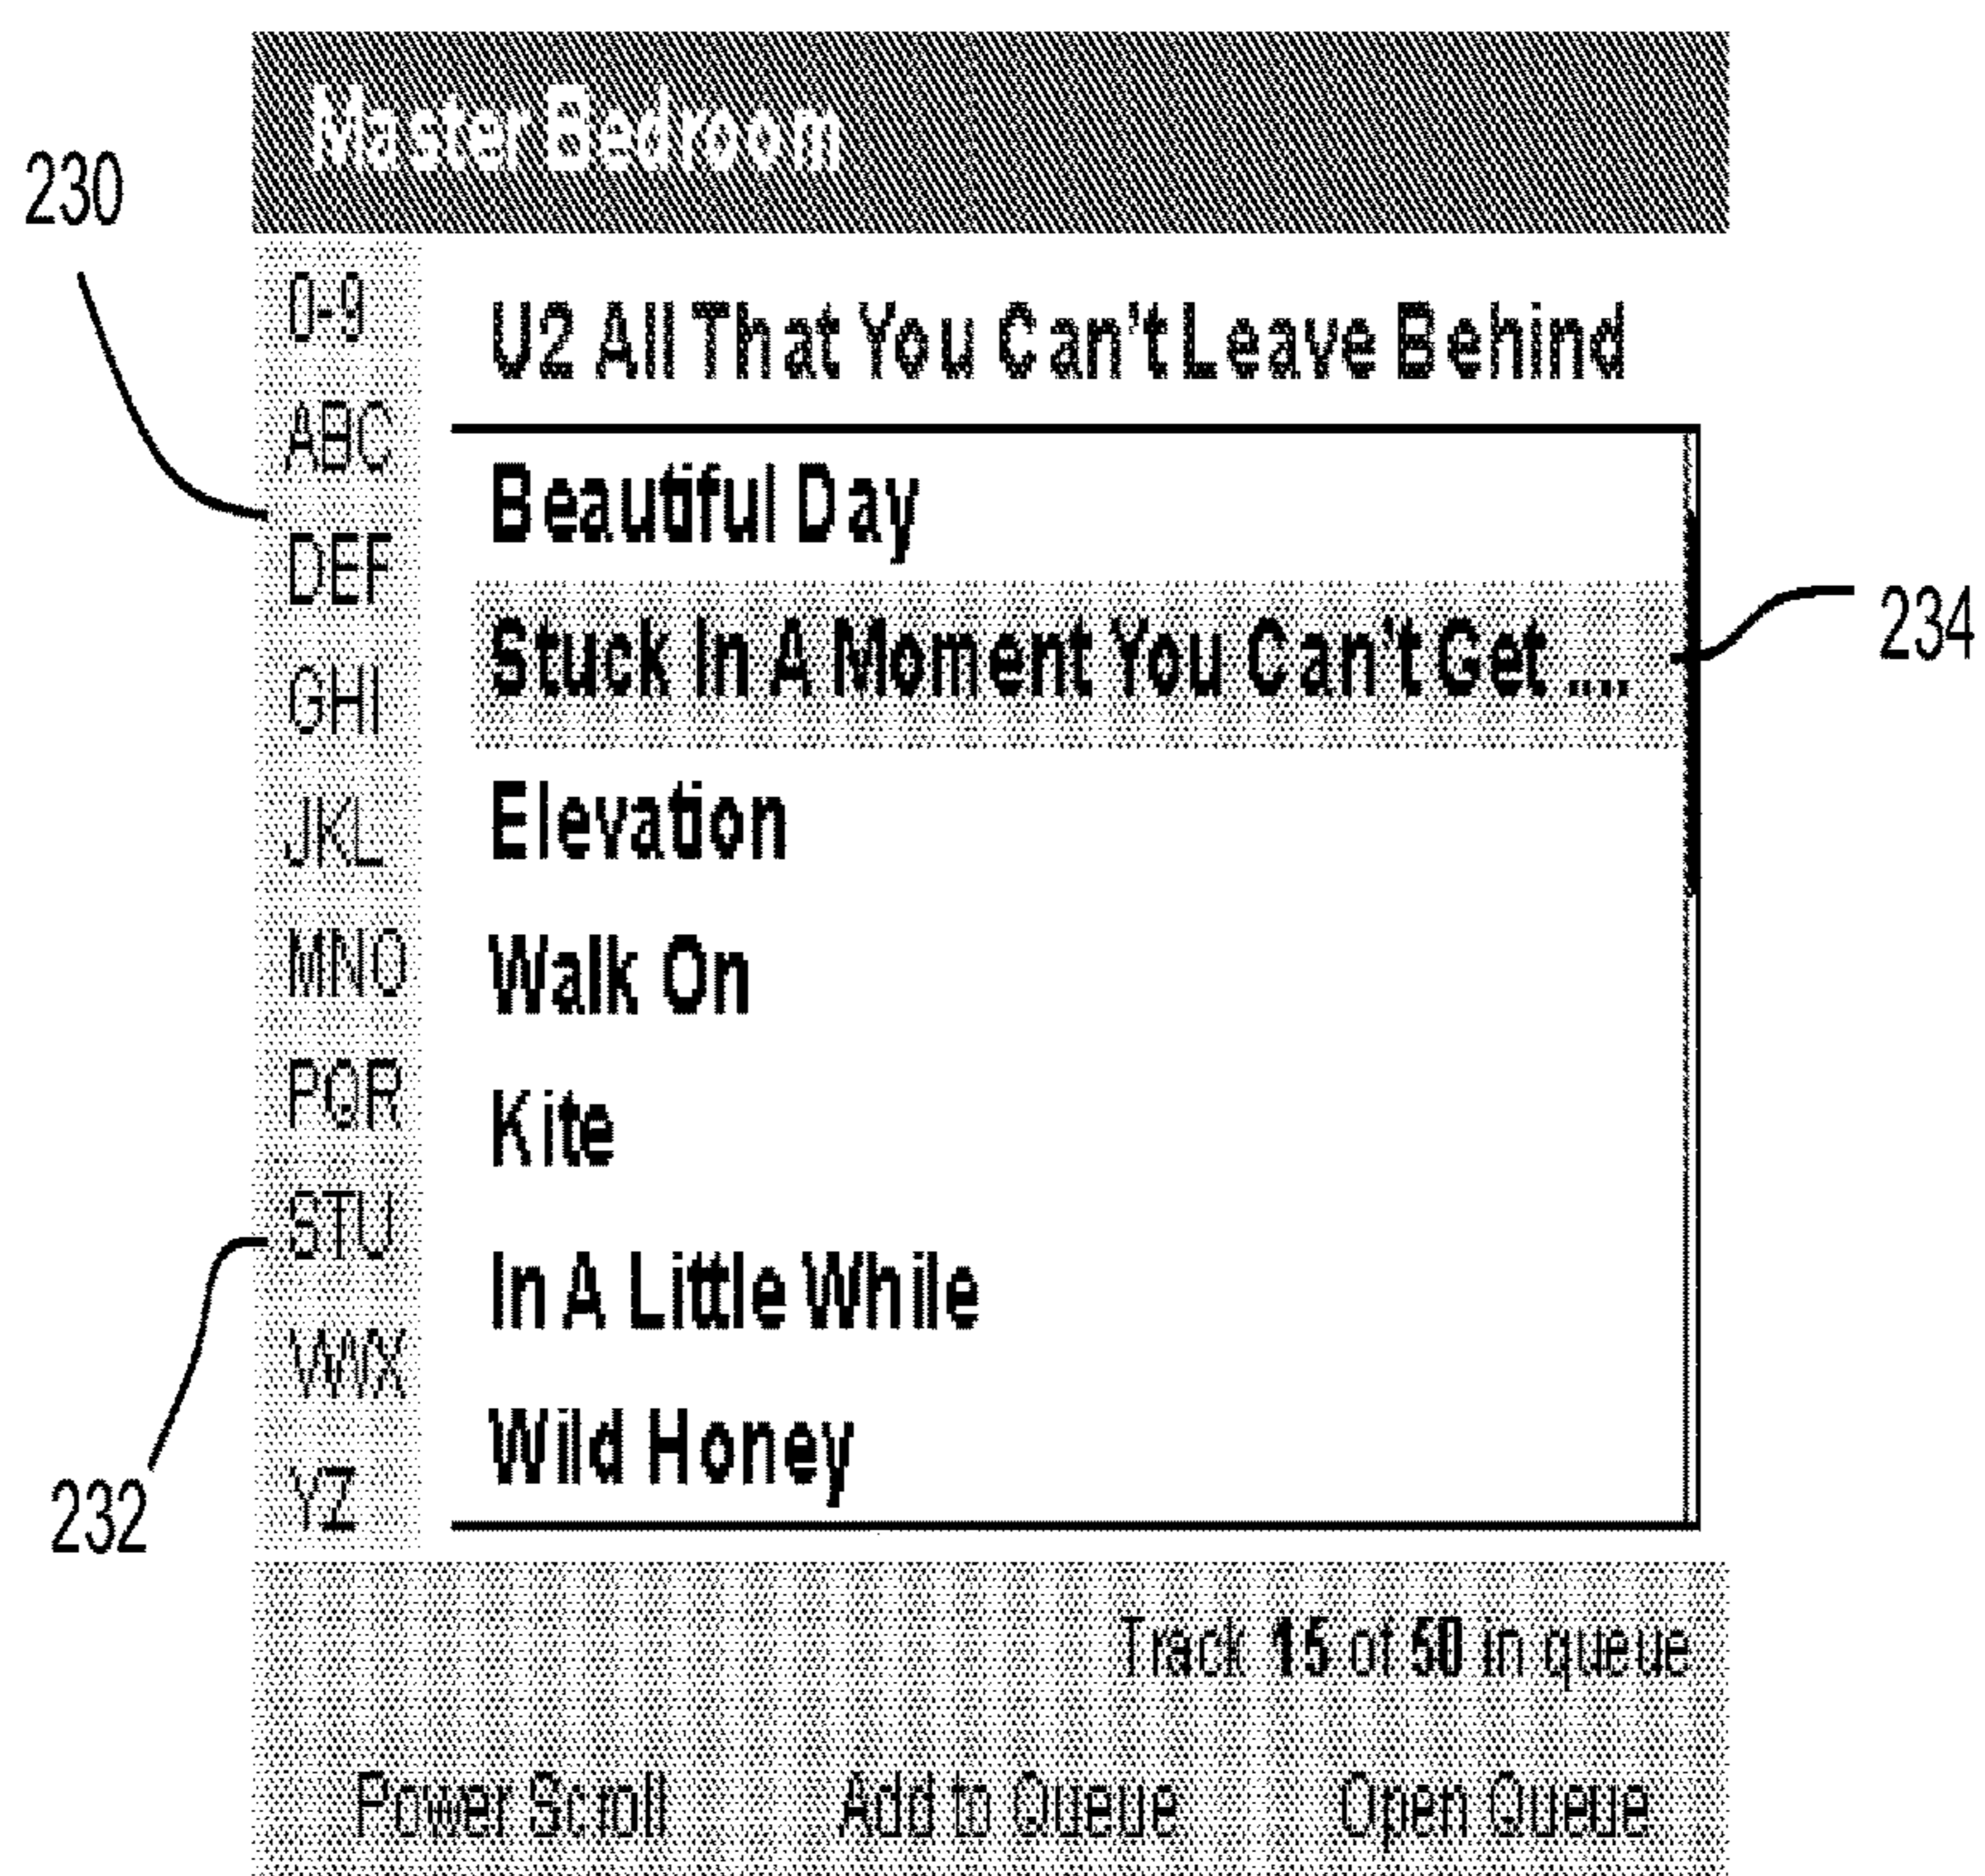 Master Bedroom
230
0-9
ABC
DEF
GHI
JKL
MNO
PQR
STU
VWX
YZ
232
U2 All That You Can't Leave Behind
Beautiful Day
Stuck In A Moment You Can't Get ....
234
Elevation
Walk On
Kite
In A Little While
Wild Honey
Track 15 of 50 in queue
Power Scroll
Add to Queue
Open Queue